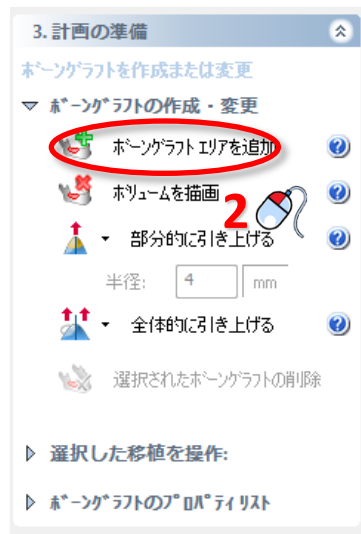 3. 計画の準備
ボーングラフトを作成または変更
ボーングラフトの作成・変更
ボーングラフト エリアを追加
ボリュームを描画
2
部分的に引き上げる
半径: 4 mm
全体的に引き上げる
選択されたボーングラフトの削除
選択した移植を操作:
ボーングラフトのプロパティ リスト